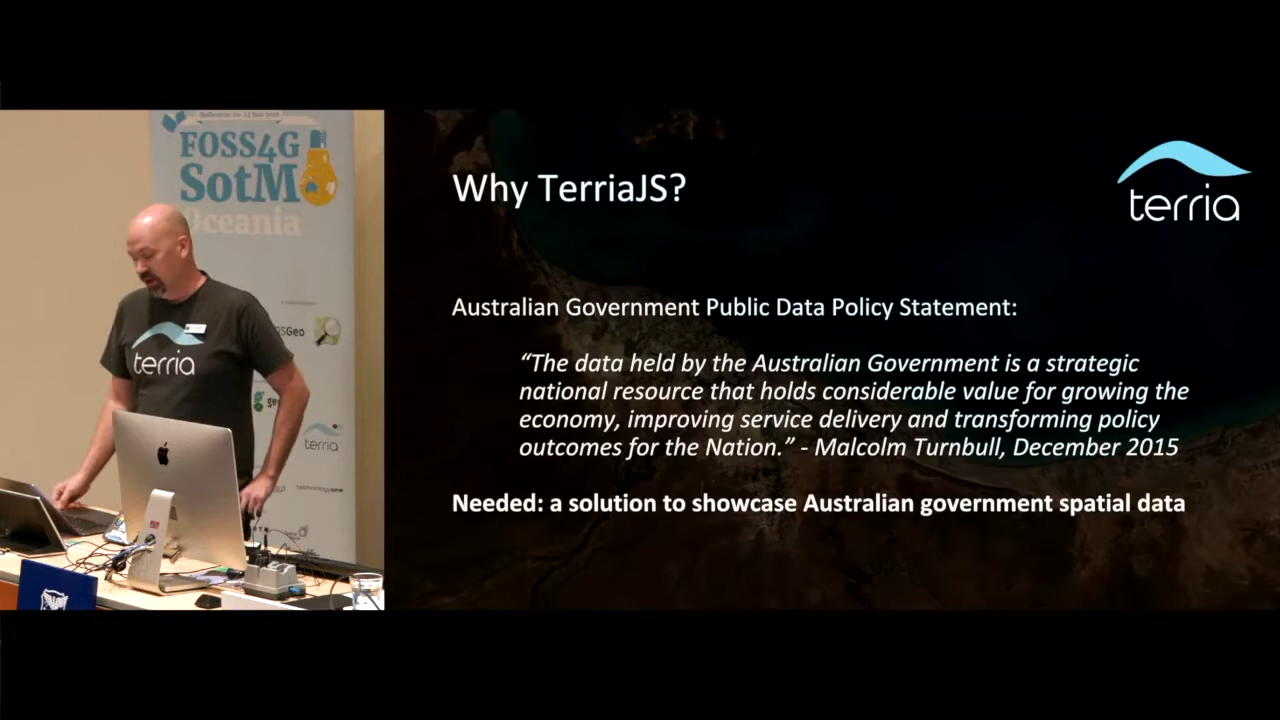 FOSS4G
SotM
Oceania
terria
terria
Why TerriaJS?
terria
Australian Government Public Data Policy Statement:
“The data held by the Australian Government is a strategic
national resource that holds considerable value for growing the
economy, improving service delivery and transforming policy
outcomes for the Nation.” - Malcolm Turnbull, December 2015
Needed: a solution to showcase Australian government spatial data